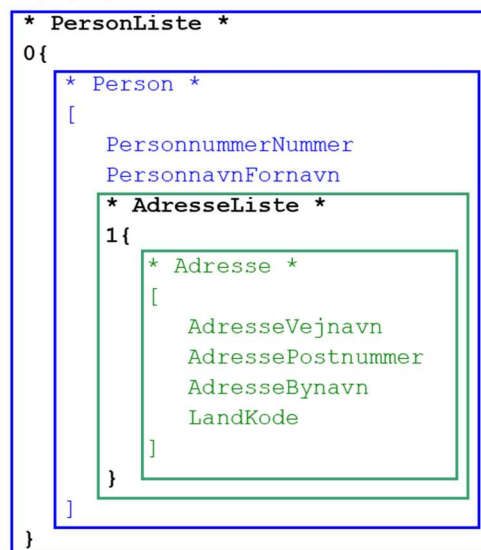 * PersonListe *
0{
* Person *
[
PersonnummerNummer
PersonnavnFornavn
* AdresseListe *
1{
* Adresse *
[
AdresseVejnavn
AdressePostnummer
AdresseBynavn
LandKode
]
}
]
}